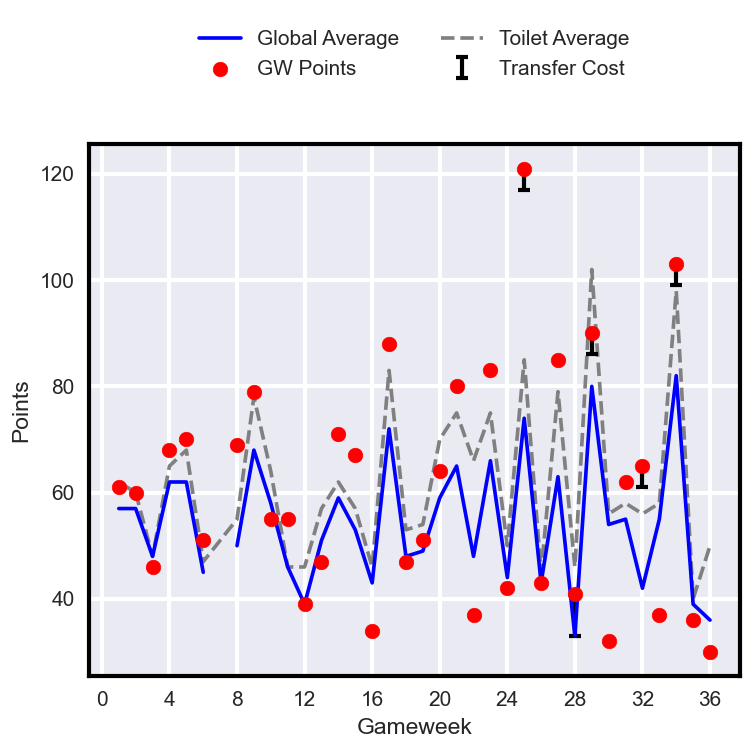 Global Average
GW Points
Toilet Average
Transfer Cost
Points
120
100
80
60
40
0 4 8 12 16 20 24 28 32 36
Gameweek